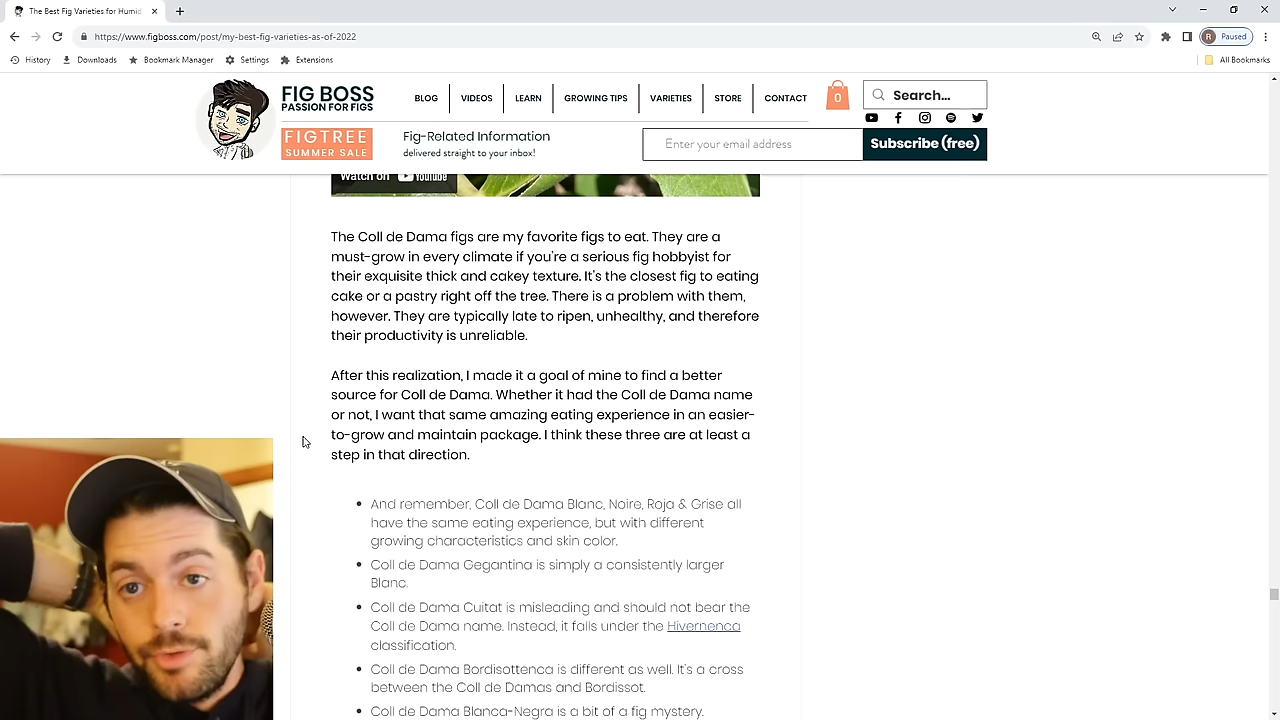 The Best Fig Varieties for Humid
https://www.figboss.com/post/my-best-fig-varieties-as-of-2022
R Paused
History Downloads Bookmark Manager Settings Extensions All Bookmarks
FIG BOSS
PASSION FOR FIGS
BLOG VIDEOS LEARN GROWING TIPS VARIETIES STORE CONTACT 0 Search...
FIGTREE
SUMMER SALE
Fig-Related Information
delivered straight to your inbox!
Enter your email address Subscribe (free)
Watch on YouTube
The Coll de Dama figs are my favorite figs to eat. They are a
must-grow in every climate if you're a serious fig hobbyist for
their exquisite thick and cakey texture. It's the closest fig to eating
cake or a pastry right off the tree. There is a problem with them,
however. They are typically late to ripen, unhealthy, and therefore
their productivity is unreliable.
After this realization, I made it a goal of mine to find a better
source for Coll de Dama. Whether it had the Coll de Dama name
or not, I want that same amazing eating experience in an easier-
to-grow and maintain package. I think these three are at least a
step in that direction.
And remember, Coll de Dama Blanc, Noire, Roja & Grise all
have the same eating experience, but with different
growing characteristics and skin color.
Coll de Dama Gegantina is simply a consistently larger
Blanc.
Coll de Dama Cuitat is misleading and should not bear the
Coll de Dama name. Instead, it falls under the Hivernenca
classification.
Coll de Dama Bordisottenca is different as well. It's a cross
between the Coll de Damas and Bordissot.
Coll de Dama Blanca-Negra is a bit of a fig mystery.